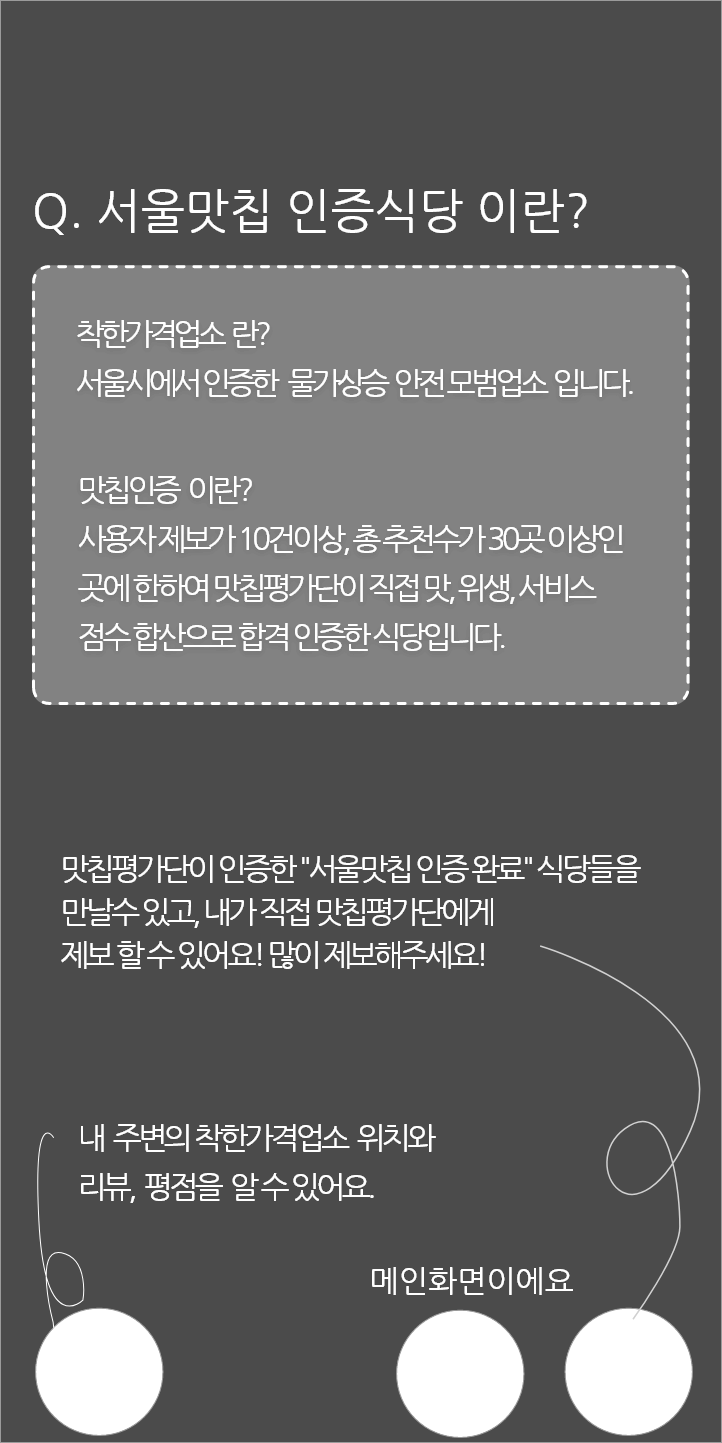 Q. 서울맛칩 인증식당 이란?
착한가격업소 란?
서울시에서 인증한 물가상승 안전 모범업소 입니다.
맛칩인증 이란?
사용자 제보가 10건이상, 총 추천수가 30곳 이상인
곳에 한하여 맛칩평가단이 직접 맛, 위생, 서비스
점수 합산으로 합격 인증한 식당입니다.
맛칩평가단이 인증한 "서울맛칩 인증 완료" 식당들을
만날수 있고, 내가 직접 맛칩평가단에게
제보 할 수 있어요! 많이 제보해주세요!
내 주변의 착한가격업소 위치와
리뷰, 평점을 알 수 있어요.
메인화면이에요